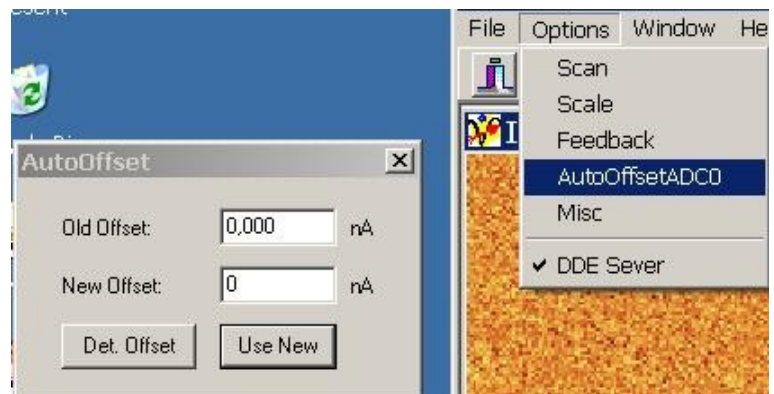 File Options Window He
Scan
Scale
Feedback
AutoOffsetADC0
Misc
✔ DDE Sever
AutoOffset
Old Offset: 0,000 nA
New Offset: 0 nA
Det. Offset Use New